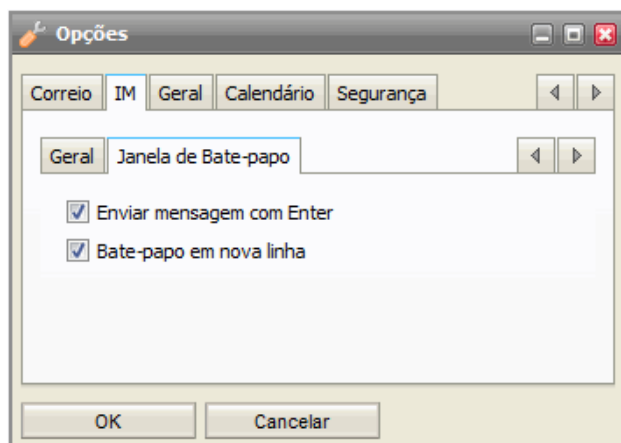 Opções
Correio IM Geral Calendário Segurança
Geral Janela de Bate-papo
Enviar mensagem com Enter
Bate-papo em nova linha
OK Cancelar